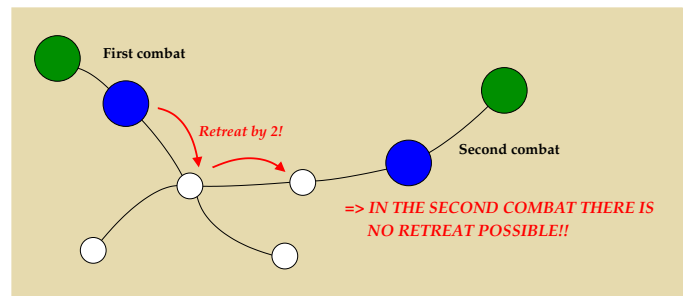 First combat
Retreat by 2!
Second combat
=> IN THE SECOND COMBAT THERE IS
NO RETREAT POSSIBLE!!